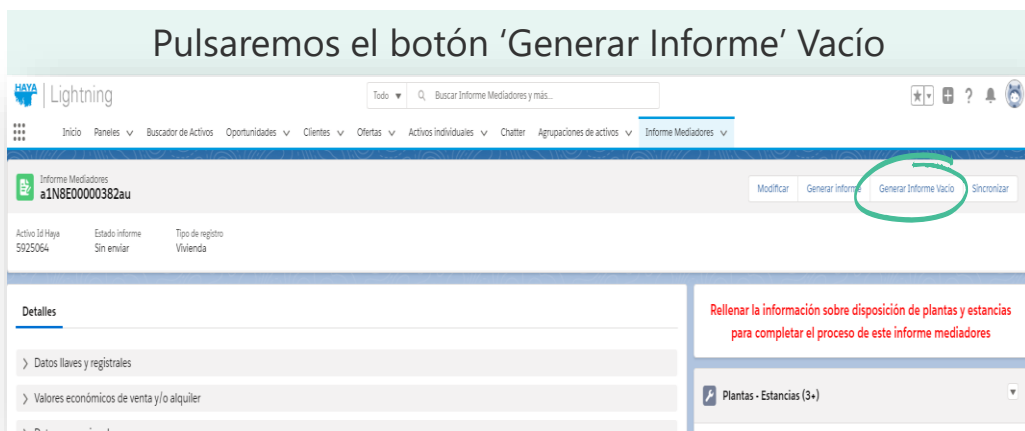 Pulsaremos el botón ‘Generar Informe’ Vacío
HAYA | Lightning
Todo
Buscar Informe Mediadores y más...
Inicio Paneles Buscador de Activos Oportunidades Clientes Ofertas Activos individuales Chatter Agrupaciones de activos Informe Mediadores
Informe Mediadores
a1N8E00000382au
Modificar Generar informe Generar Informe Vacio Sincronizar
Activo Id Haya Estado informe Tipo de registro
5925064 Sin enviar Vivienda
Detalles
Rellenar la información sobre disposición de plantas y estancias
para completar el proceso de este informe mediadores
Datos llaves y registrales
Valores económicos de venta y/o alquiler
Plantas - Estancias (3+)